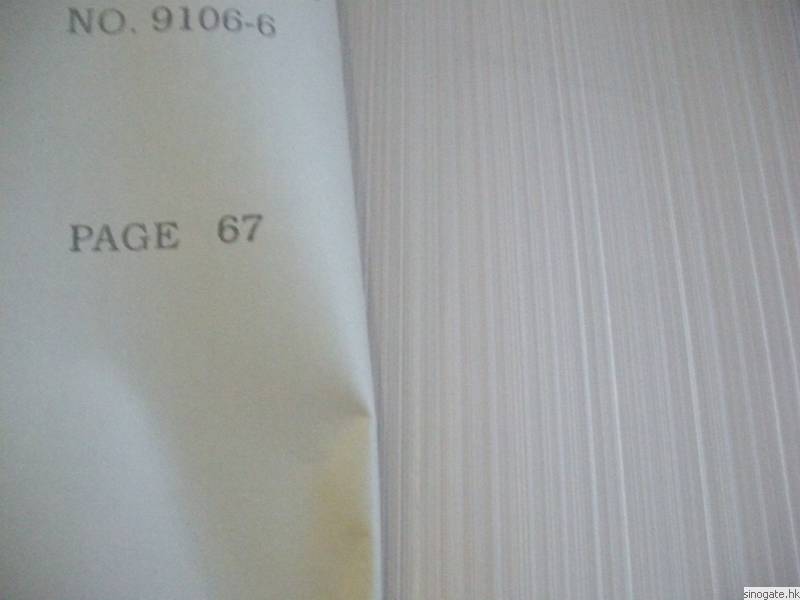 NO. 9106-6
PAGE 67
sinogate.hk